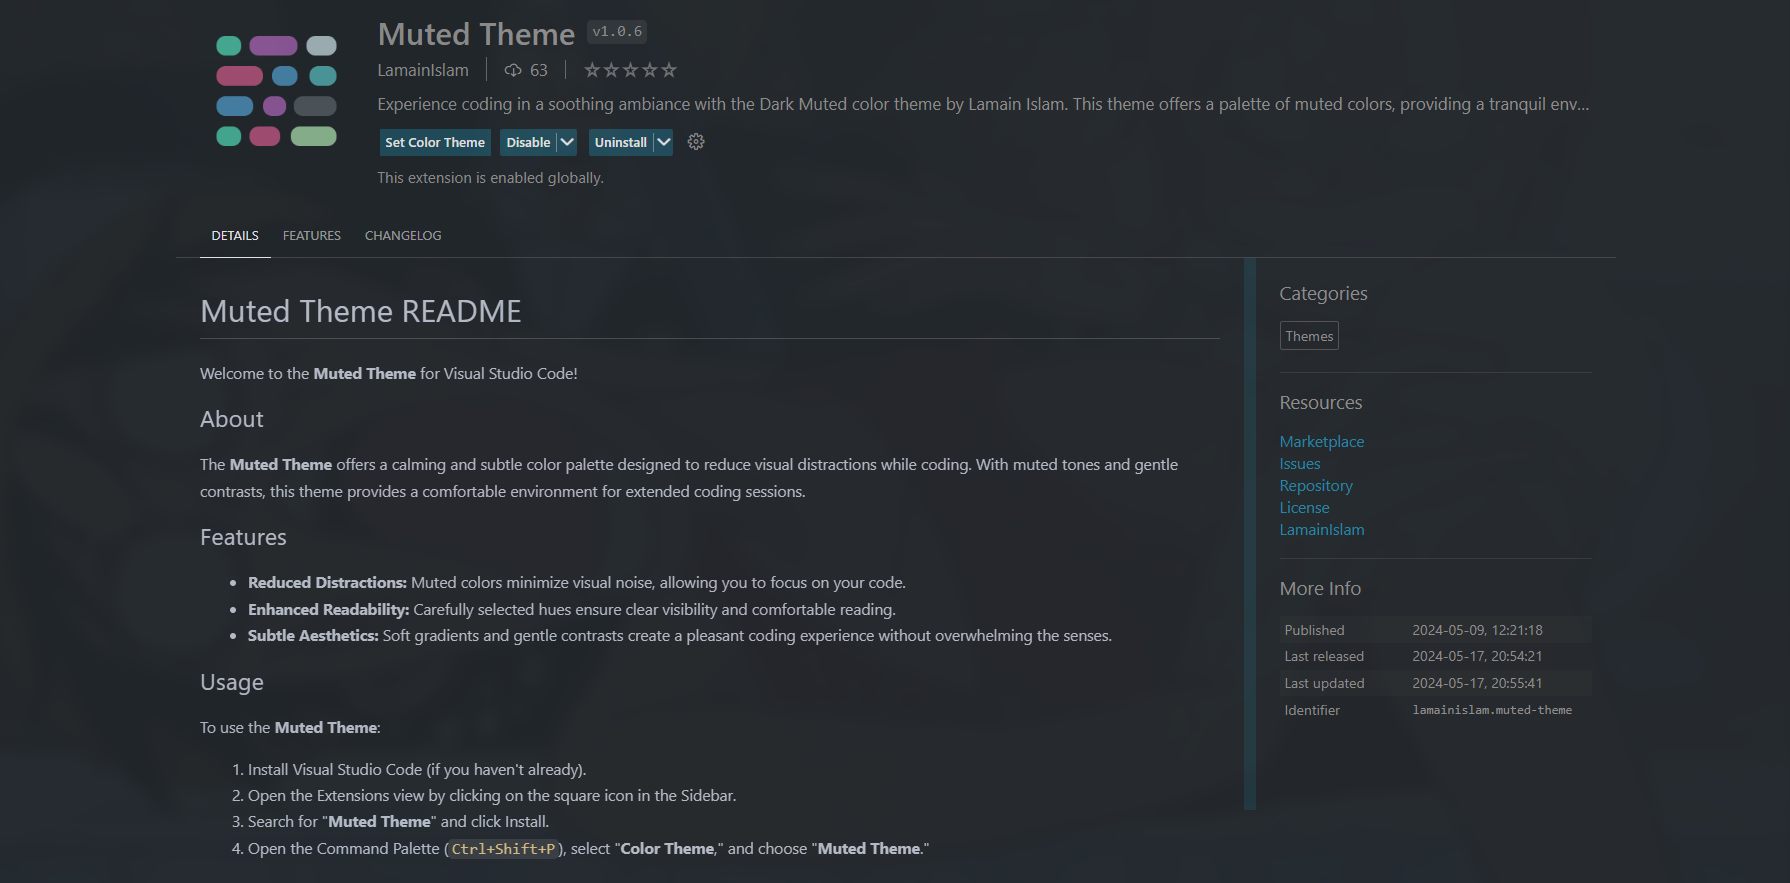 Muted Theme v1.0.6
LamainIslam 63
Experience coding in a soothing ambiance with the Dark Muted color theme by Lamain Islam. This theme offers a palette of muted colors, providing a tranquil env...
Set Color Theme Disable Uninstall
This extension is enabled globally.
DETAILS FEATURES CHANGELOG
Muted Theme README
Welcome to the Muted Theme for Visual Studio Code!
About
The Muted Theme offers a calming and subtle color palette designed to reduce visual distractions while coding. With muted tones and gentle
contrasts, this theme provides a comfortable environment for extended coding sessions.
Features
• Reduced Distractions: Muted colors minimize visual noise, allowing you to focus on your code.
• Enhanced Readability: Carefully selected hues ensure clear visibility and comfortable reading.
• Subtle Aesthetics: Soft gradients and gentle contrasts create a pleasant coding experience without overwhelming the senses.
Usage
To use the Muted Theme:
1. Install Visual Studio Code (if you haven't already).
2. Open the Extensions view by clicking on the square icon in the Sidebar.
3. Search for "Muted Theme" and click Install.
4. Open the Command Palette (Ctrl+Shift+P), select "Color Theme," and choose "Muted Theme."
Categories
Themes
Resources
Marketplace
Issues
Repository
License
LamainIslam
More Info
Published 2024-05-09, 12:21:18
Last released 2024-05-17, 20:54:21
Last updated 2024-05-17, 20:55:41
Identifier lamainislam.muted-theme